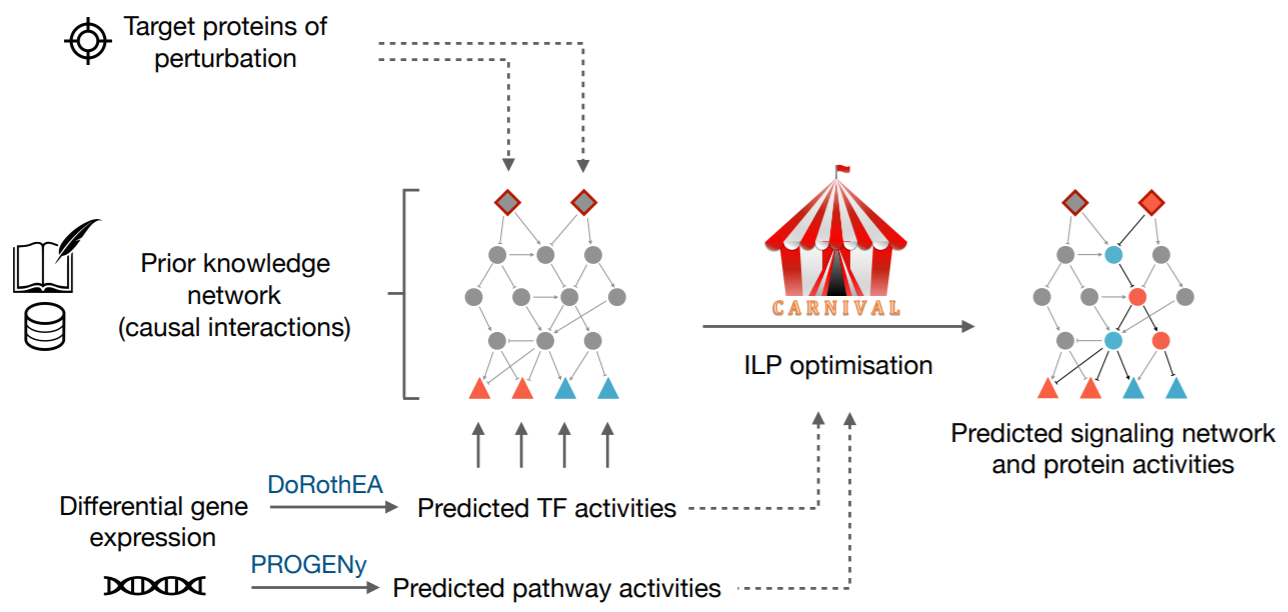 Target proteins of
perturbation
Prior knowledge
network
(causal interactions)
CARNIVAL
ILP optimisation
Predicted signaling network
and protein activities
Differential gene
expression
DoRothEA
Predicted TF activities
PROGENy
Predicted pathway activities